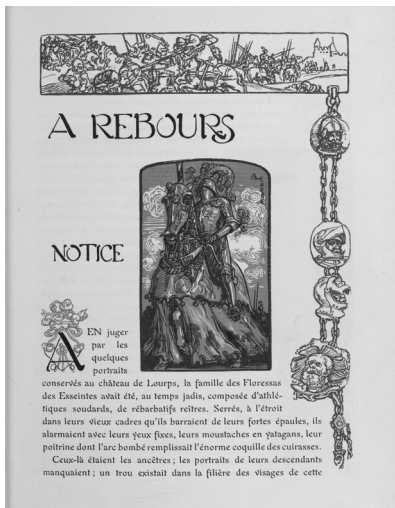 A REBOURS
NOTICE
A EN juger
par les
quelques
portraits
conservés au château de Lourps, la famille des Floressas
des Esseintes avait été, au temps jadis, composée d'athlé-
tiques soudards, de rébarbatifs reîtres. Serrés, à l'étroit
dans leurs vieux cadres qu'ils barraient de leurs fortes épaules, ils
alarmaient avec leurs yeux fixes, leurs moustaches en yatagans, leur
poitrine dont l'arc bombé remplissait l'énorme coquille des cuirasses.
Ceux-là étaient les ancêtres ; les portraits de leurs descendants
manquaient ; un trou existait dans la filière des visages de cette